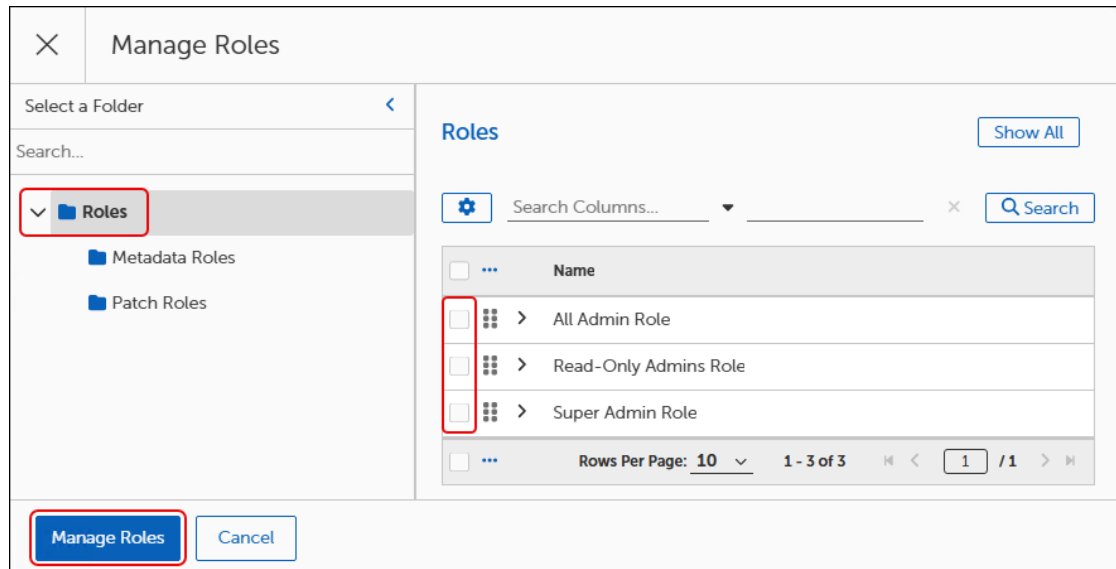 Manage Roles
Select a Folder
Search...
Roles
Metadata Roles
Patch Roles
Roles
Show All
Search Columns...
Search
Name
All Admin Role
Read-Only Admins Role
Super Admin Role
Rows Per Page: 10 1 - 3 of 3 1 / 1
Manage Roles Cancel